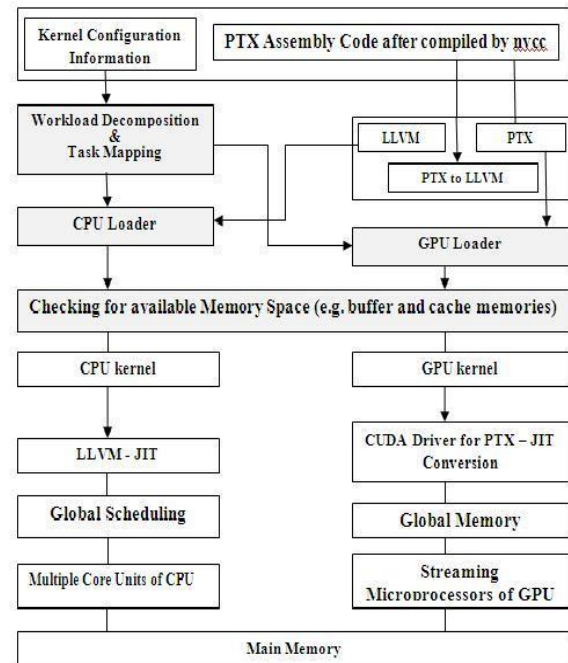 Kernel Configuration
Information
PTX Assembly Code after compiled by nvcc
Workload Decomposition
&
Task Mapping
LLVM
PTX
PTX to LLVM
CPU Loader
GPU Loader
Checking for available Memory Space (e.g. buffer and cache memories)
CPU kernel
GPU kernel
LLVM - JIT
CUDA Driver for PTX – JIT
Conversion
Global Scheduling
Global Memory
Multiple Core Units of CPU
Streaming
Microprocessors of GPU
Main Memory